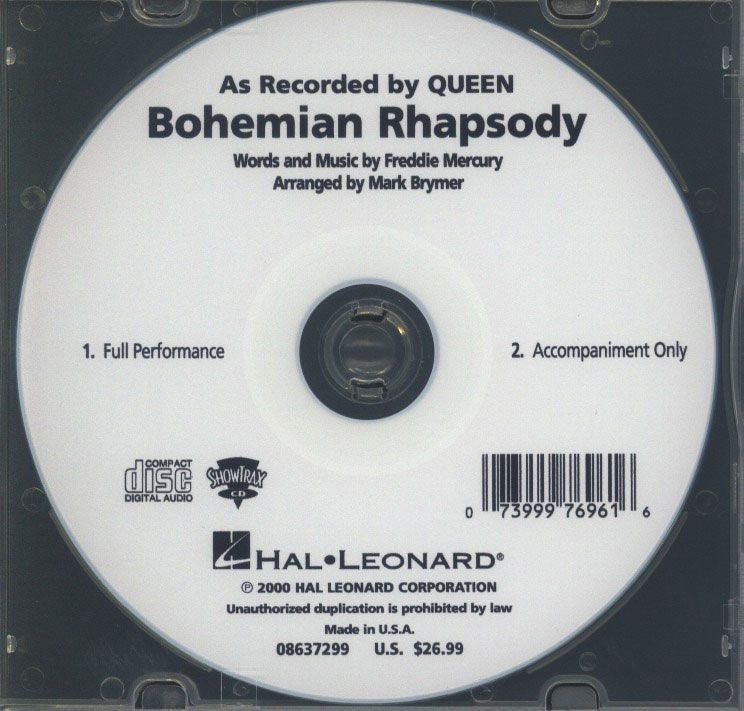 As Recorded by QUEEN
Bohemian Rhapsody
Words and Music by Freddie Mercury
Arranged by Mark Brymer
1. Full Performance
2. Accompaniment Only
COMPACT
disc
DIGITAL AUDIO
SHOWTRAX
CD
0 73999 76961 6
HAL•LEONARD®
℗ 2000 HAL LEONARD CORPORATION
Unauthorized duplication is prohibited by law
Made in U.S.A.
08637299 U.S. $26.99